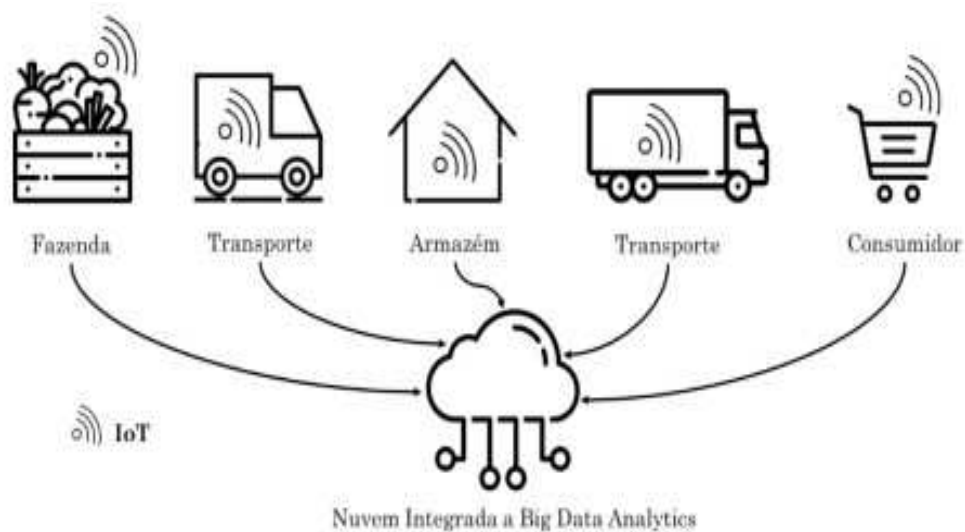 Fazenda
Transporte
Armazém
Transporte
Consumidor
IoT
Nuvem Integrada a Big Data Analytics